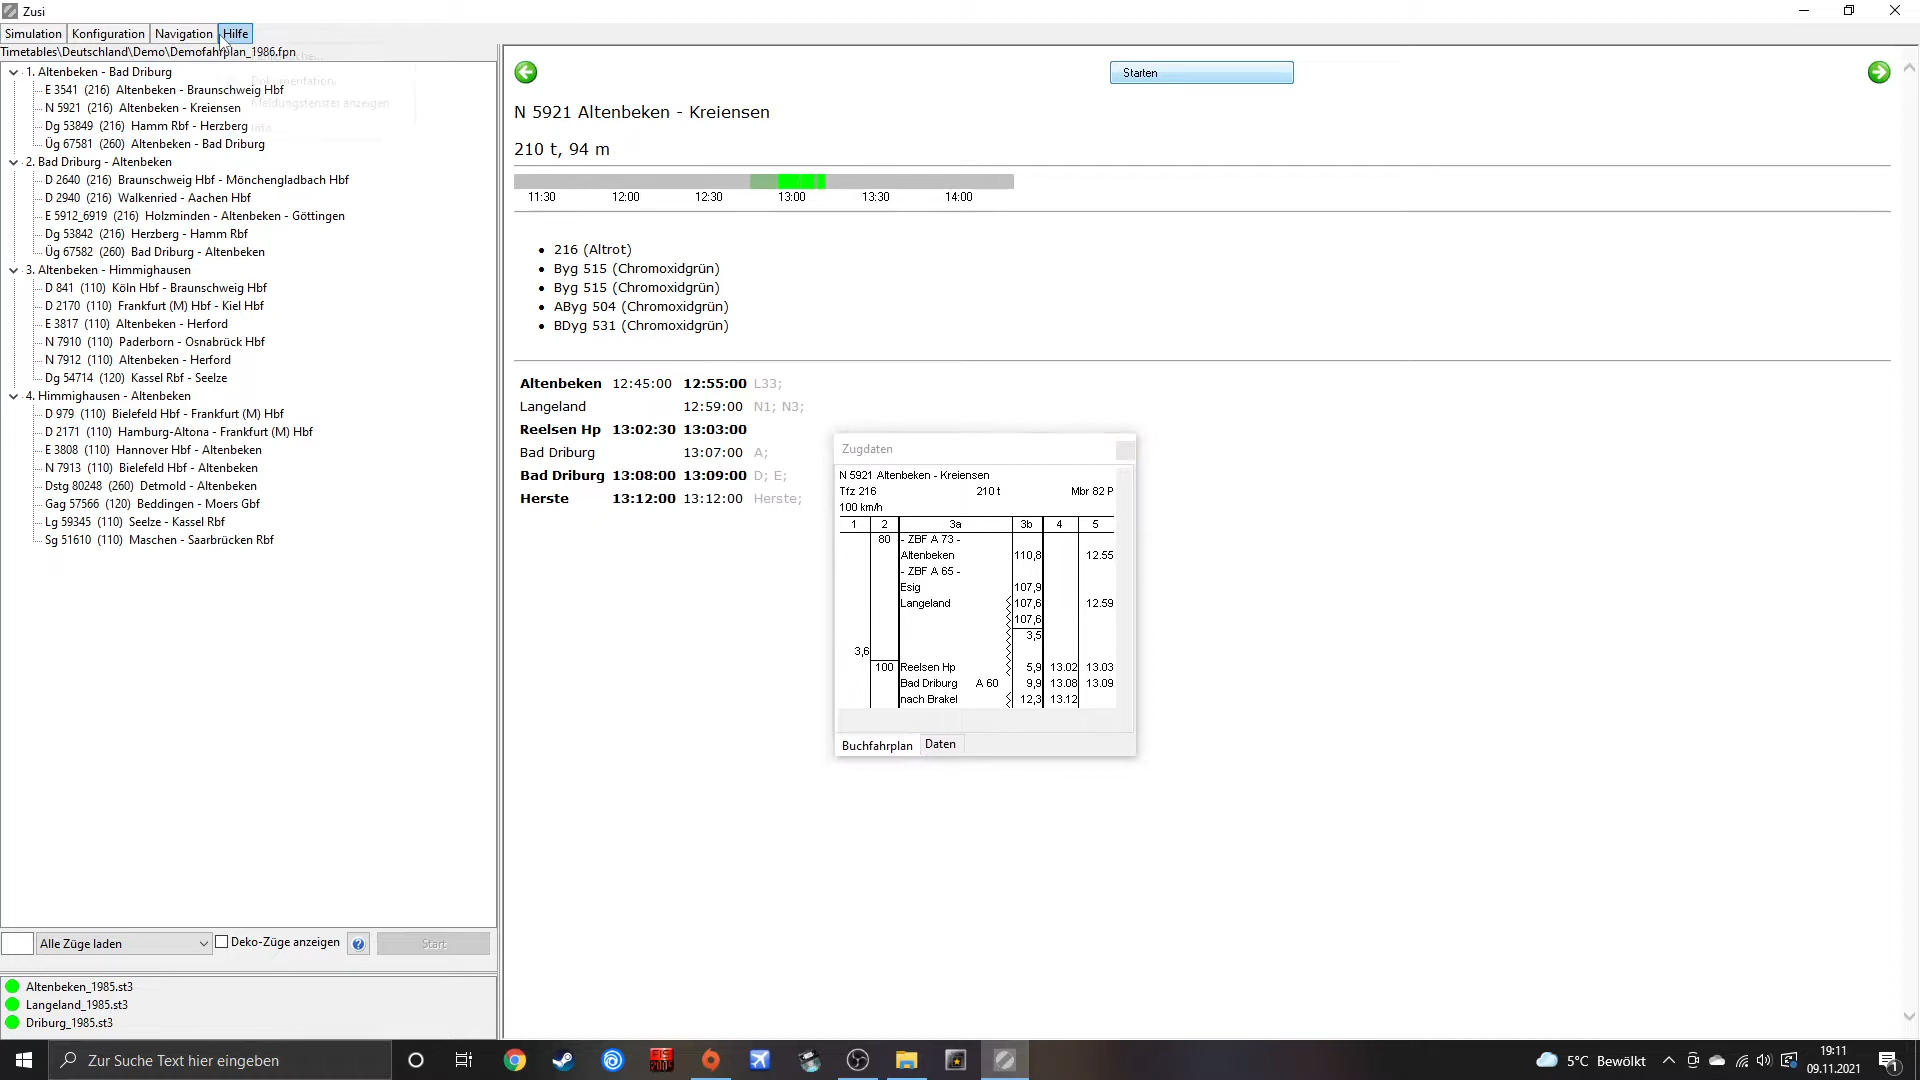 Zusi
Simulation Konfiguration Navigation Hilfe
Timetables\Deutschland\Demo\Demofahrplan_1986.fpn
Dokumentation.
Meldungsfenster anzeigen
1. Altenbeken - Bad Driburg
E 3541 (216) Altenbeken - Braunschweig Hbf
N 5921 (216) Altenbeken - Kreiensen
Dg 53849 (216) Hamm Rbf - Herzberg
Üg 67581 (260) Altenbeken - Bad Driburg
2. Bad Driburg - Altenbeken
D 2640 (216) Braunschweig Hbf - Mönchengladbach Hbf
D 2940 (216) Walkenried - Aachen Hbf
E 5912_6919 (216) Holzminden - Altenbeken - Göttingen
Dg 53842 (216) Herzberg - Hamm Rbf
Üg 67582 (260) Bad Driburg - Altenbeken
3. Altenbeken - Himmighausen
D 841 (110) Köln Hbf - Braunschweig Hbf
D 2170 (110) Frankfurt (M) Hbf - Kiel Hbf
E 3817 (110) Altenbeken - Herford
N 7910 (110) Paderborn - Osnabrück Hbf
N 7912 (110) Altenbeken - Herford
Dg 54714 (120) Kassel Rbf - Seelze
4. Himmighausen - Altenbeken
D 979 (110) Bielefeld Hbf - Frankfurt (M) Hbf
D 2171 (110) Hamburg-Altona - Frankfurt (M) Hbf
E 3808 (110) Hannover Hbf - Altenbeken
N 7913 (110) Bielefeld Hbf - Altenbeken
Dstg 80248 (260) Detmold - Altenbeken
Gag 57566 (120) Beddingen - Moers Gbf
Lg 59345 (110) Seelze - Kassel Rbf
Sg 51610 (110) Maschen - Saarbrücken Rbf
Alle Züge laden Deko-Züge anzeigen ? Start
Altenbeken_1985.st3
Langeland_1985.st3
Driburg_1985.st3
Starten
N 5921 Altenbeken - Kreiensen
210 t, 94 m
11:30 12:00 12:30 13:00 13:30 14:00
216 (Altrot)
Byg 515 (Chromoxidgrün)
Byg 515 (Chromoxidgrün)
AByg 504 (Chromoxidgrün)
BDyg 531 (Chromoxidgrün)
Altenbeken 12:45:00 12:55:00 L33;
Langeland 12:59:00 N1; N3;
Reelsen Hp 13:02:30 13:03:00
Bad Driburg 13:07:00 A;
Bad Driburg 13:08:00 13:09:00 D; E;
Herste 13:12:00 13:12:00 Herste;
Zugdaten
N 5921 Altenbeken - Kreiensen
Tfz 216 210 t Mbr 82 P
100 km/h
1 2 3a 3b 4 5
80 - ZBF A 73 -
Altenbeken 110,8 12.55
- ZBF A 65 -
Esig 107,9
Langeland 107,6 12.59
107,6
3,5
3,6
100 Reelsen Hp 5,9 13.02 13.03
Bad Driburg A 60 9,9 13.08 13.09
nach Brakel 12,3 13.12
Buchfahrplan Daten
Zur Suche Text hier eingeben
5°C Bewölkt
19:11
09.11.2021
1